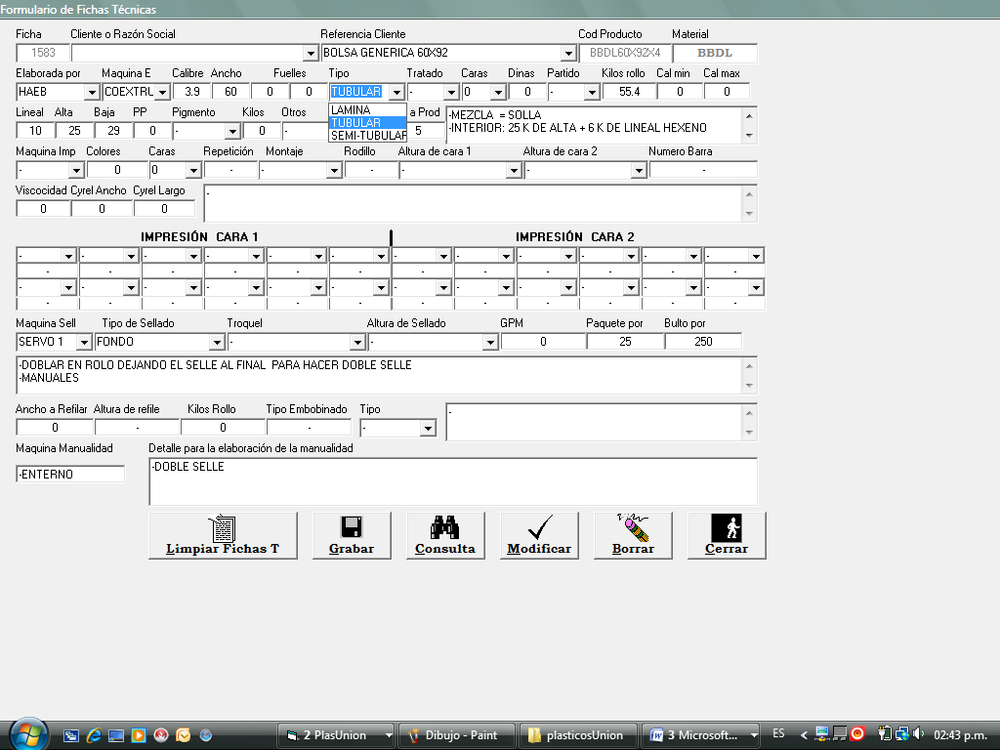 Formulario de Fichas Técnicas
Ficha Cliente o Razón Social Referencia Cliente Cod Producto Material
1583 BOLSA GENERICA 60X92 BBDL60X92X4 BBDL
Elaborada por Maquina E Calibre Ancho Fuelles Tipo Tratado Caras Dinas Partido Kilos rollo Cal min Cal max
HAEB COEXTRU 3.9 60 0 0 TUBULAR - 0 0 - 55.4 0 0
LAMINA
TUBULAR
SEMI-TUBULAR
Lineal Alta Baja PP Pigmento Kilos Otros a Prod
10 25 29 0 - 0 - 5
-MEZCLA = SOLLA
-INTERIOR: 25 K DE ALTA + 6 K DE LINEAL HEXENO
Maquina Imp Colores Caras Repetición Montaje Rodillo Altura de cara 1 Altura de cara 2 Numero Barra
- 0 0 - - - - - -
Viscocidad Cyrel Ancho Cyrel Largo
0 0 0 -
IMPRESIÓN CARA 1 IMPRESIÓN CARA 2
- - - - - - - - - - - -
- - - - - - - - - - - -
- - - - - - - - - - - -
- - - - - - - - - - - -
Maquina Sell Tipo de Sellado Troquel Altura de Sellado GPM Paquete por Bulto por
SERVO 1 FONDO - - 0 25 250
-DOBLAR EN ROLO DEJANDO EL SELLE AL FINAL PARA HACER DOBLE SELLE
-MANUALES
Ancho a Refilar Altura de refile Kilos Rollo Tipo Embobinado Tipo
0 - 0 - - -
Maquina Manualidad Detalle para la elaboración de la manualidad
-ENTERNO -DOBLE SELLE
Limpiar Fichas T Grabar Consulta Modificar Borrar Cerrar
2 PlasUnion Dibujo - Paint plasticosUnion 3 Microsoft... ES 02:43 p.m.